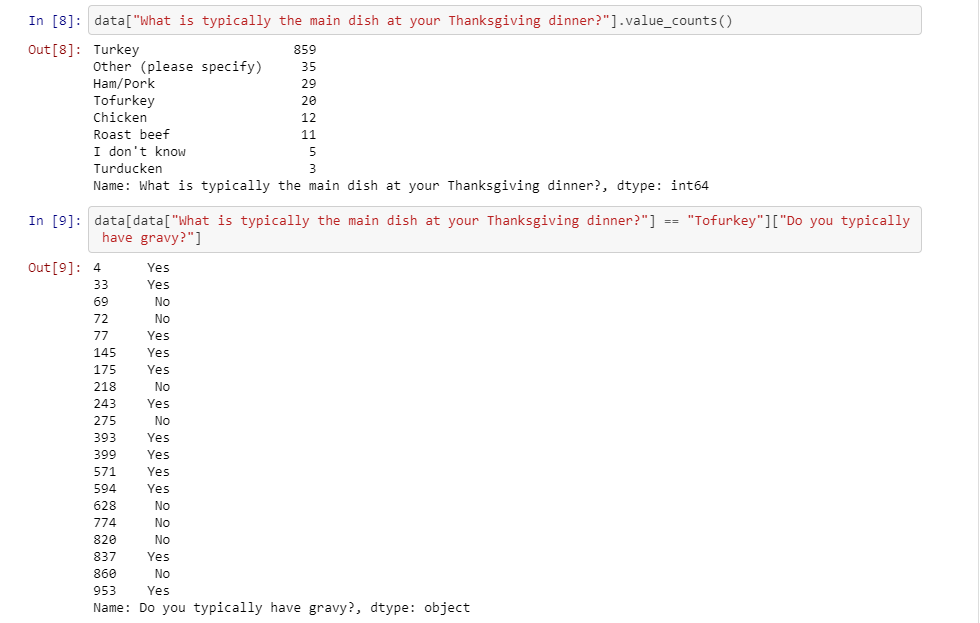 In [8]: data["What is typically the main dish at your Thanksgiving dinner?"].value_counts()
Out[8]: Turkey                    859
Other (please specify)     35
Ham/Pork                   29
Tofurkey                   20
Chicken                    12
Roast beef                 11
I don't know                5
Turducken                   3
Name: What is typically the main dish at your Thanksgiving dinner?, dtype: int64
In [9]: data[data["What is typically the main dish at your Thanksgiving dinner?"] == "Tofurkey"]["Do you typically
have gravy?"]
Out[9]: 4      Yes
33     Yes
69      No
72      No
77     Yes
145    Yes
175    Yes
218     No
243    Yes
275     No
393    Yes
399    Yes
571    Yes
594    Yes
628     No
774     No
820     No
837    Yes
860     No
953    Yes
Name: Do you typically have gravy?, dtype: object